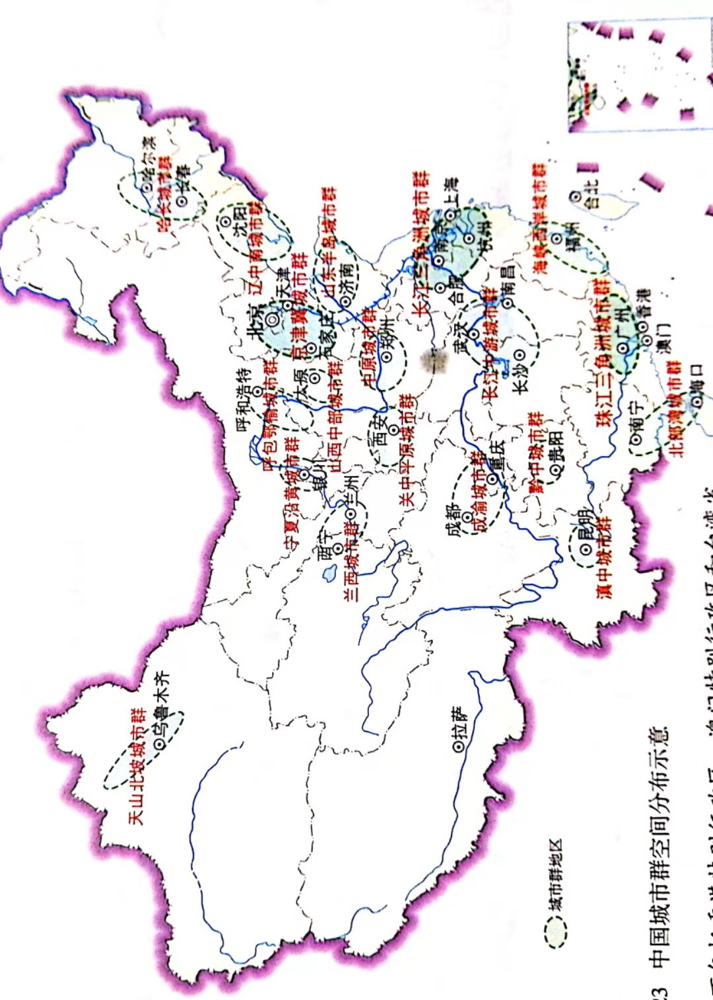 哈尔滨
哈长城市群
长春
沈阳
辽中南城市群
北京
天津
京津冀城市群
石家庄
山东半岛城市群
济南
呼和浩特
呼包鄂榆城市群
太原
山西中部城市群
宁夏沿黄城市群
银川
中原城市群
郑州
西安
关中平原城市群
兰州
西宁
兰西城市群
天山北坡城市群
乌鲁木齐
拉萨
长江三角洲城市群
上海
南京
杭州
合肥
武汉
长江中游城市群
南昌
长沙
成都
成渝城市群
重庆
黔中城市群
贵阳
昆明
滇中城市群
海峡西岸城市群
福州
台北
珠江三角洲城市群
广州
香港
澳门
南宁
北部湾城市群
海口
城市群地区
23 中国城市群空间分布示意